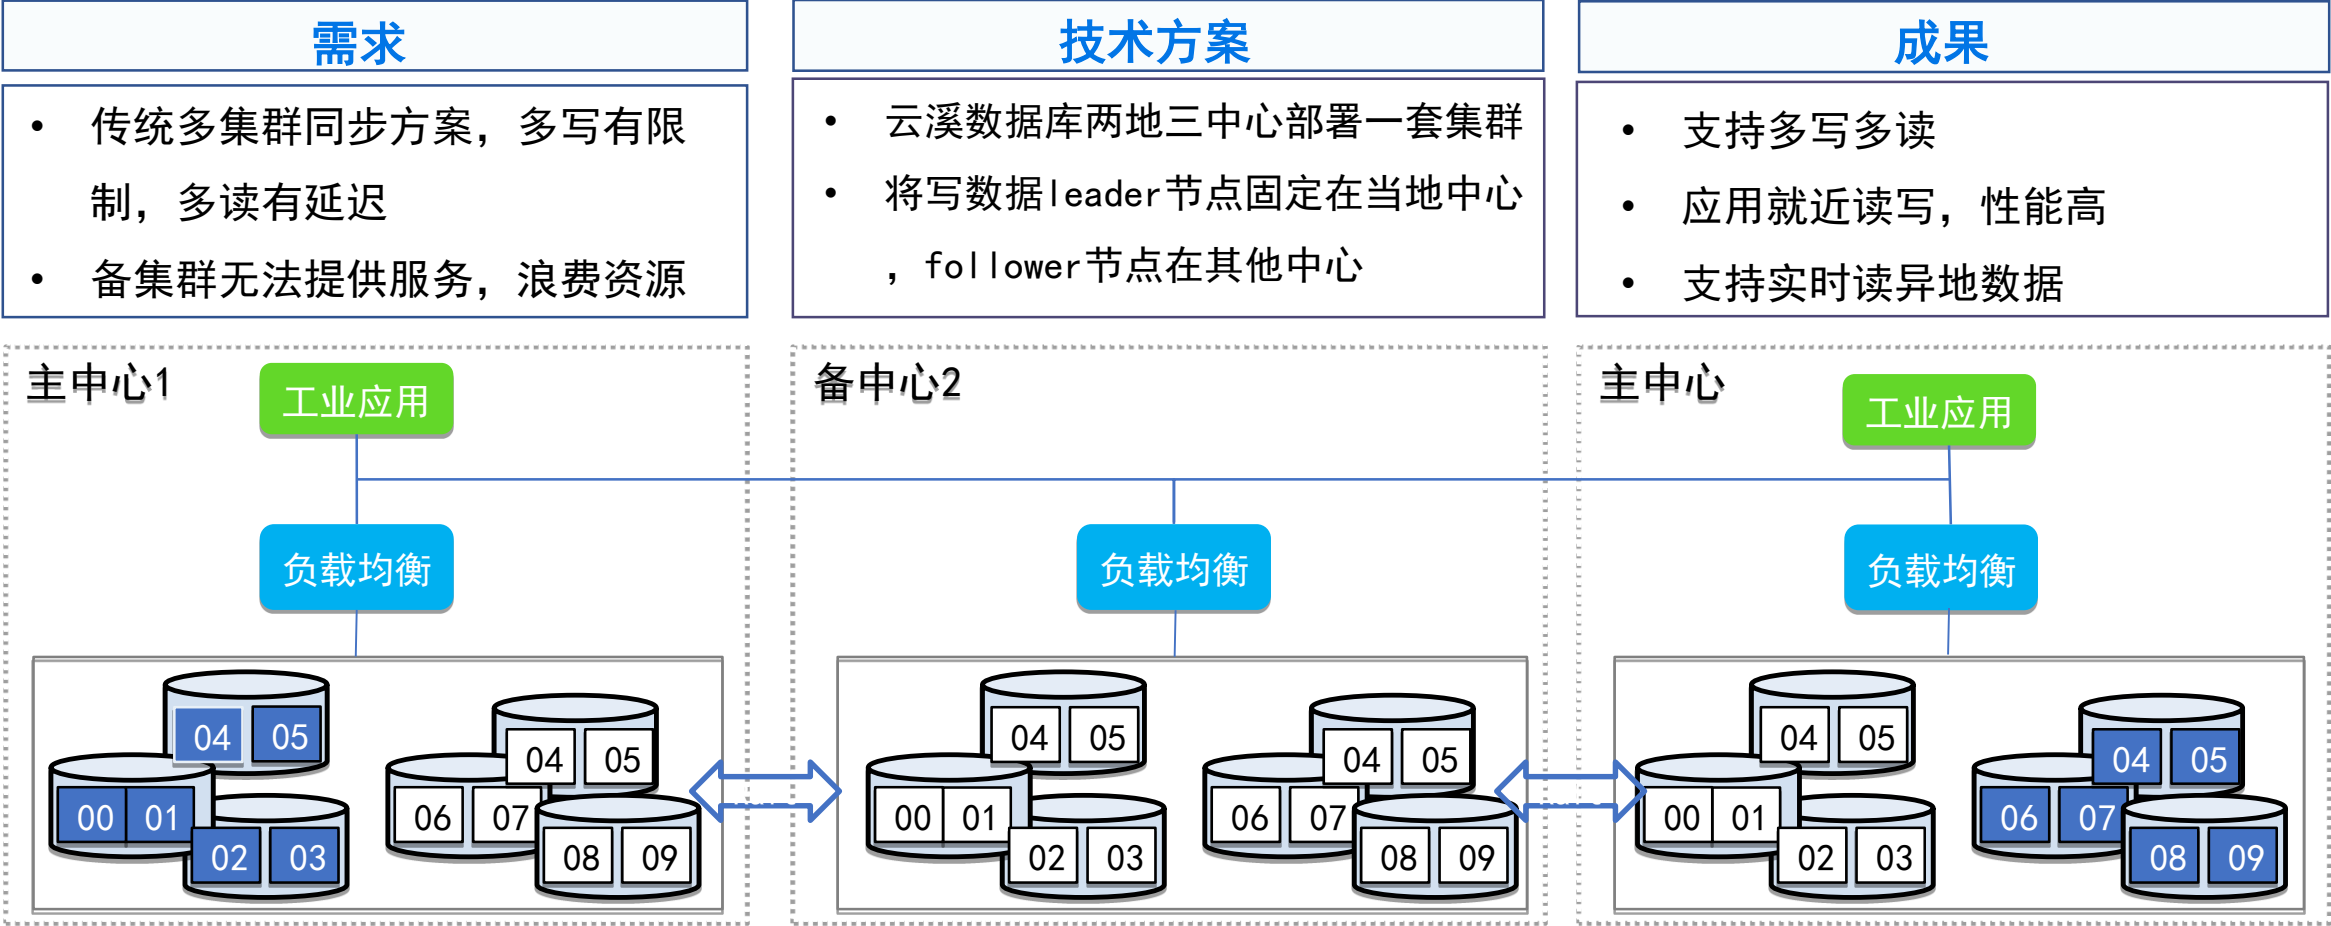 需求
技术方案
成果
• 传统多集群同步方案，多写有限
制，多读有延迟
• 备集群无法提供服务，浪费资源
• 云溪数据库两地三中心部署一套集群
• 将写数据leader节点固定在当地中心
，follower节点在其他中心
• 支持多写多读
• 应用就近读写，性能高
• 支持实时读异地数据
主中心1
工业应用
负载均衡
04 05
00 01
02 03
04 05
06 07
08 09
备中心2
负载均衡
04 05
00 01
02 03
04 05
06 07
08 09
主中心
工业应用
负载均衡
04 05
00 01
02 03
04 05
06 07
08 09